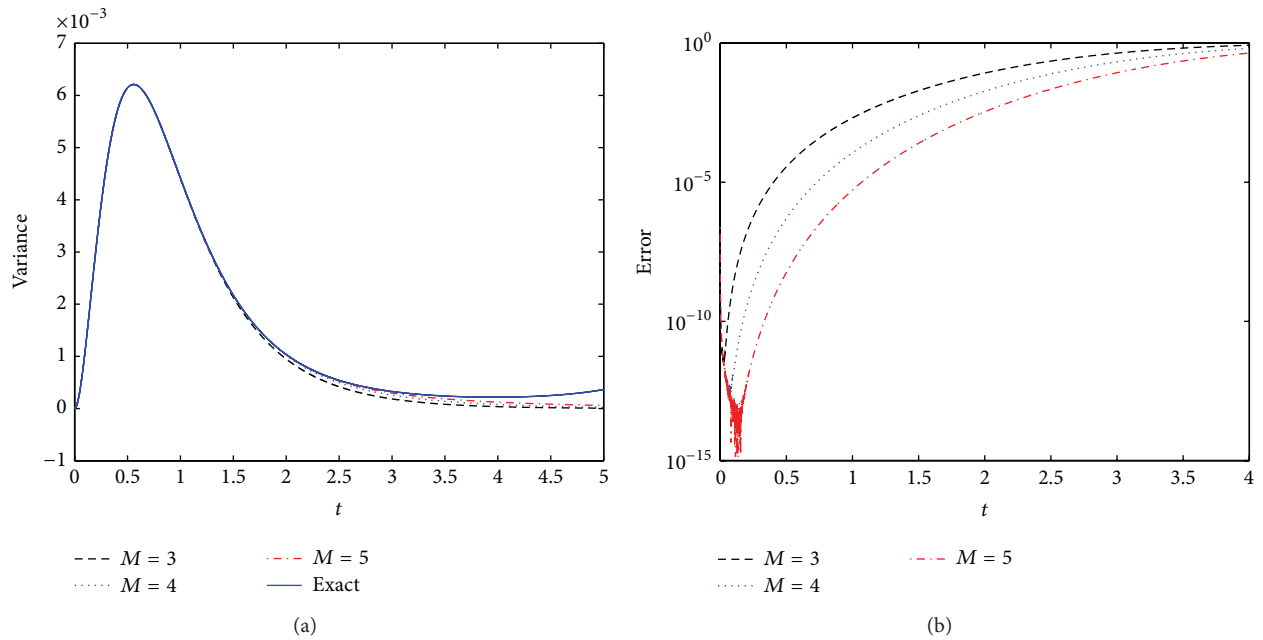 ×10⁻³
7
6
5
4
3
2
1
0
−1
Variance
0 0.5 1 1.5 2 2.5 3 3.5 4 4.5 5
t
M = 3
M = 4
M = 5
Exact
(a)
10⁰
10⁻⁵
10⁻¹⁰
10⁻¹⁵
Error
0 0.5 1 1.5 2 2.5 3 3.5 4
t
M = 3
M = 4
M = 5
(b)